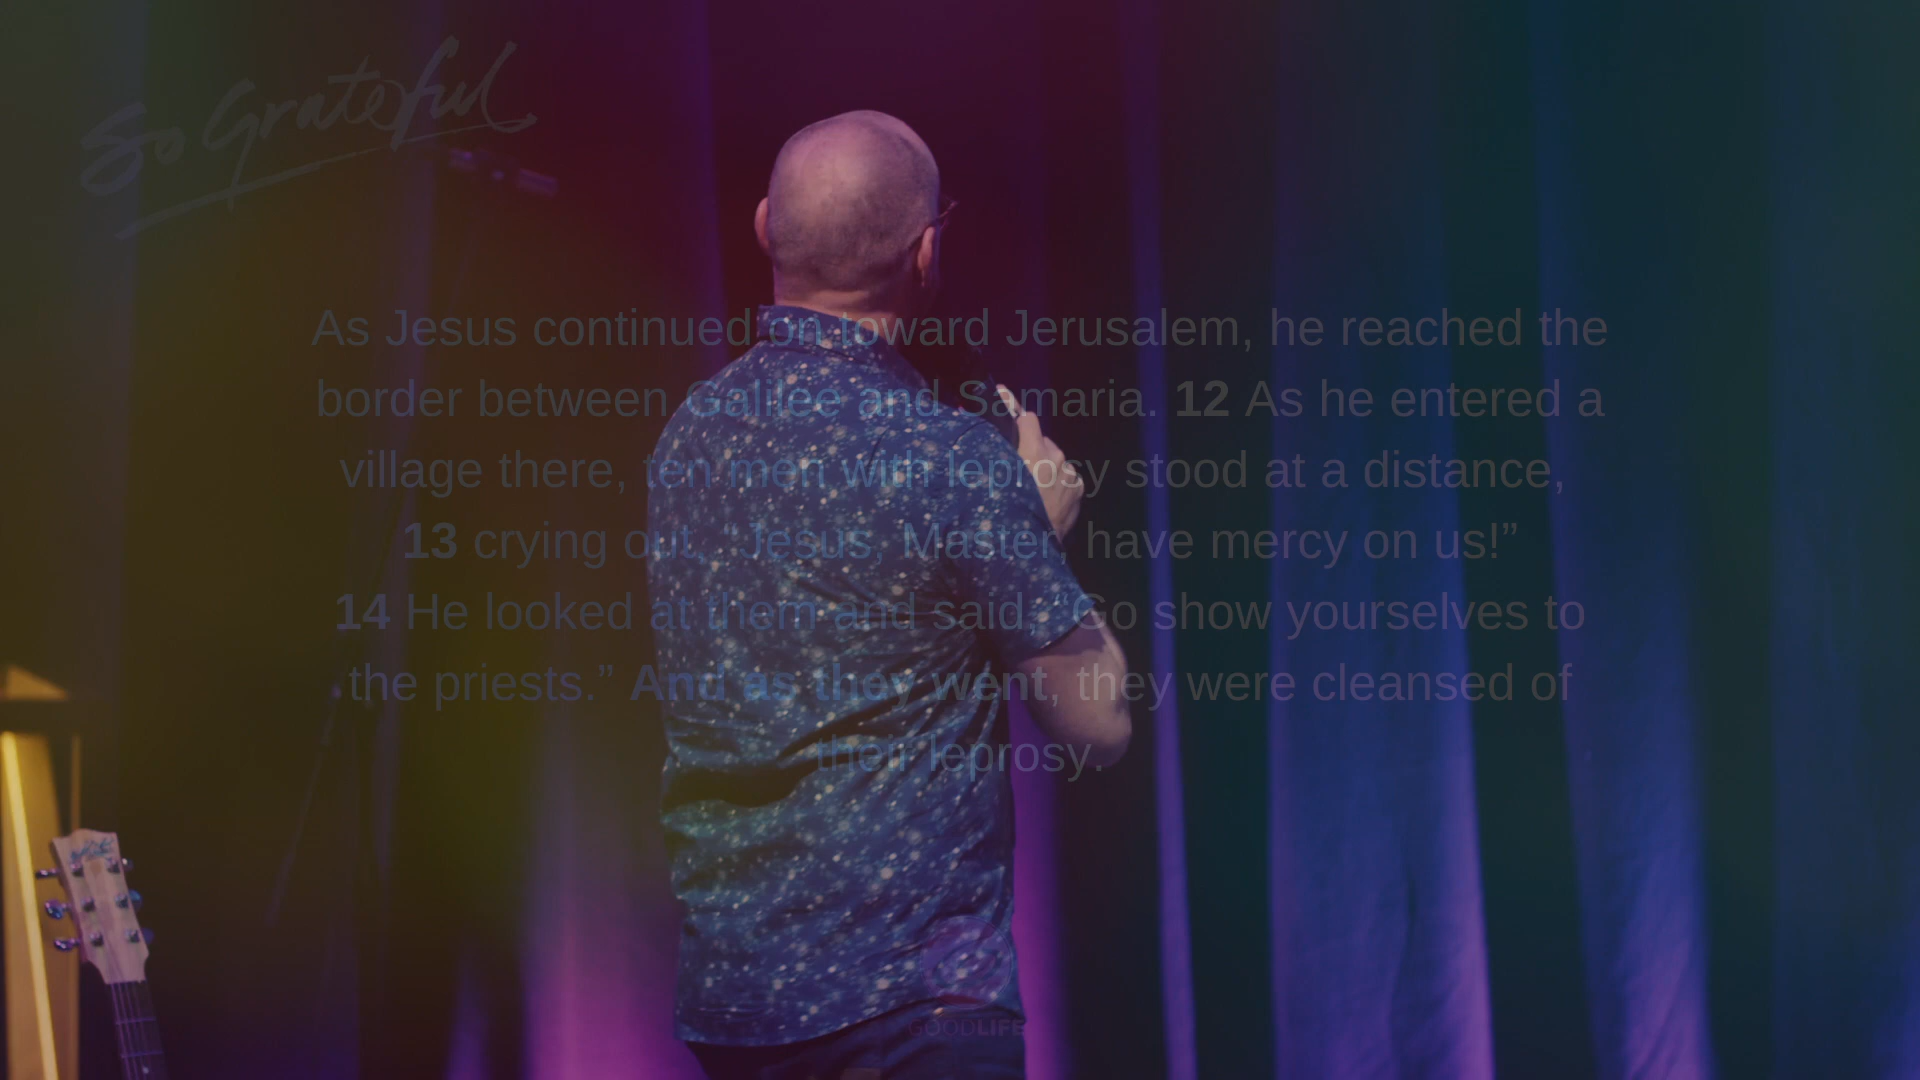 So Grateful
As Jesus continued on toward Jerusalem, he reached the
border between Galilee and Samaria. 12 As he entered a
village there, ten men with leprosy stood at a distance,
13 crying out, “Jesus, Master, have mercy on us!”
14 He looked at them and said, “Go show yourselves to
the priests.” And as they went, they were cleansed of
their leprosy.
GOODLIFE